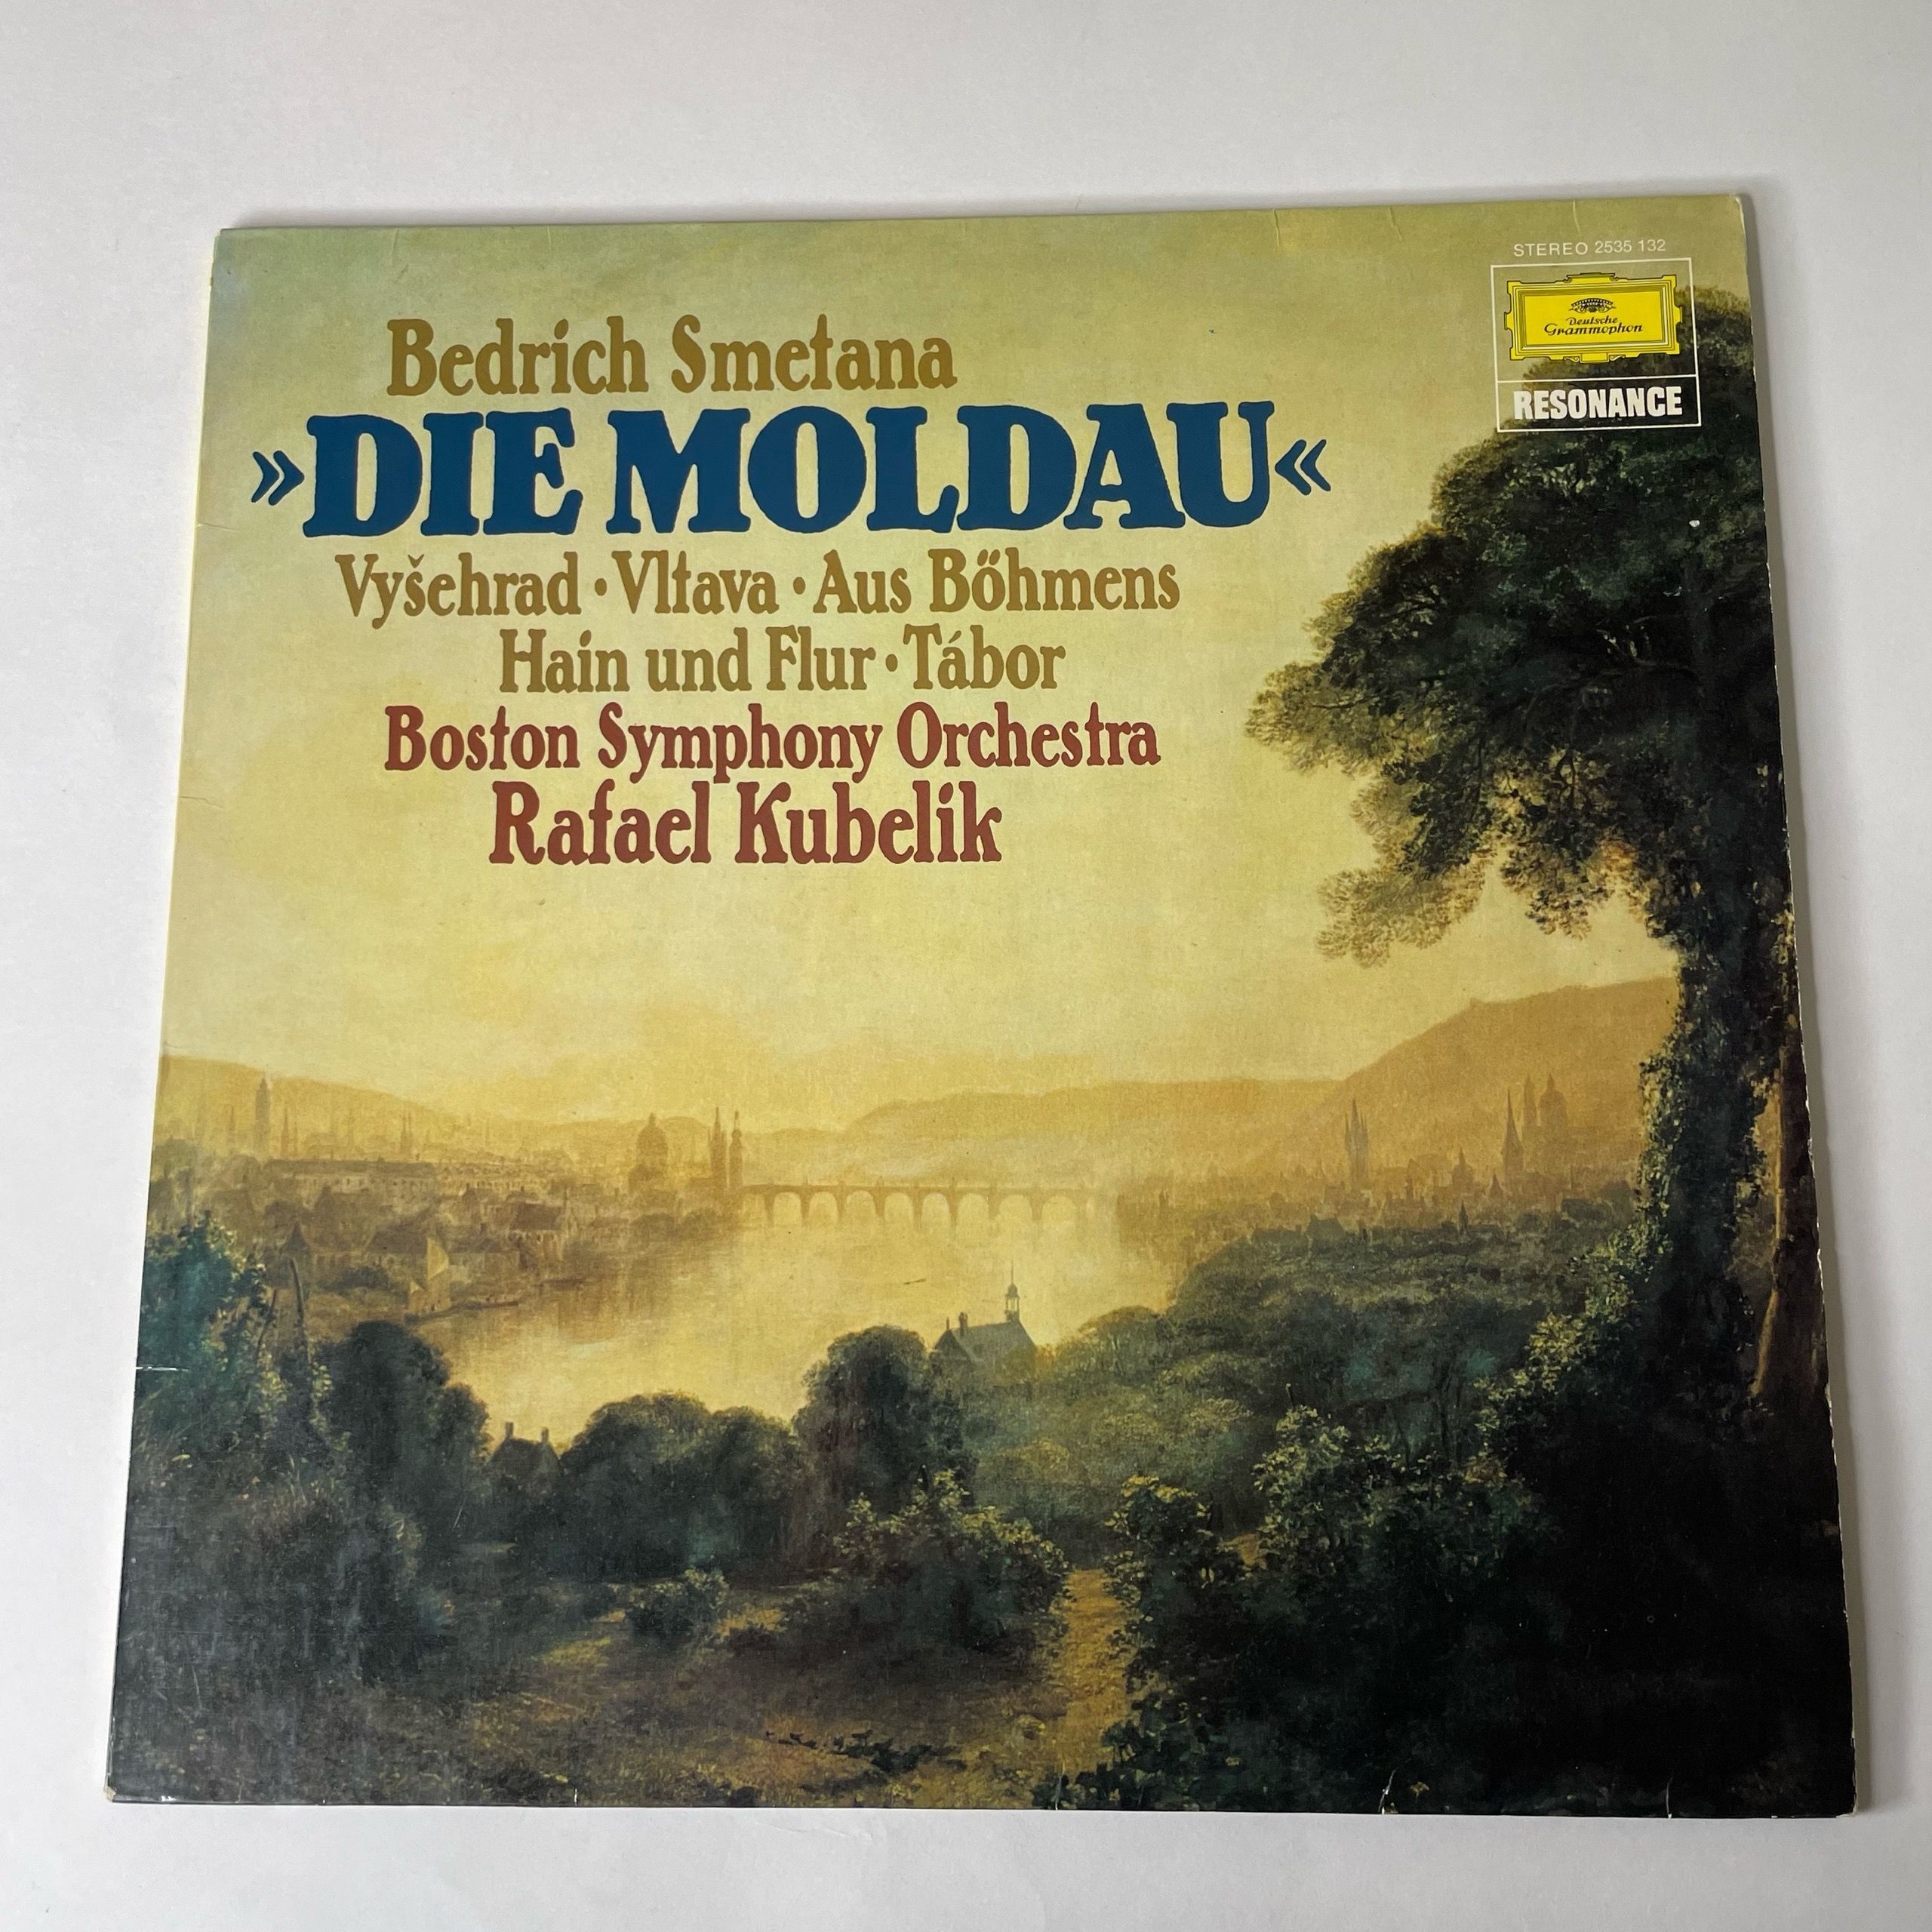 STEREO 2535 132
Deutsche
Grammophon
RESONANCE
Bedrich Smetana
»DIE MOLDAU«
Vyšehrad · Vltava · Aus Böhmens
Hain und Flur · Tábor
Boston Symphony Orchestra
Rafael Kubelik